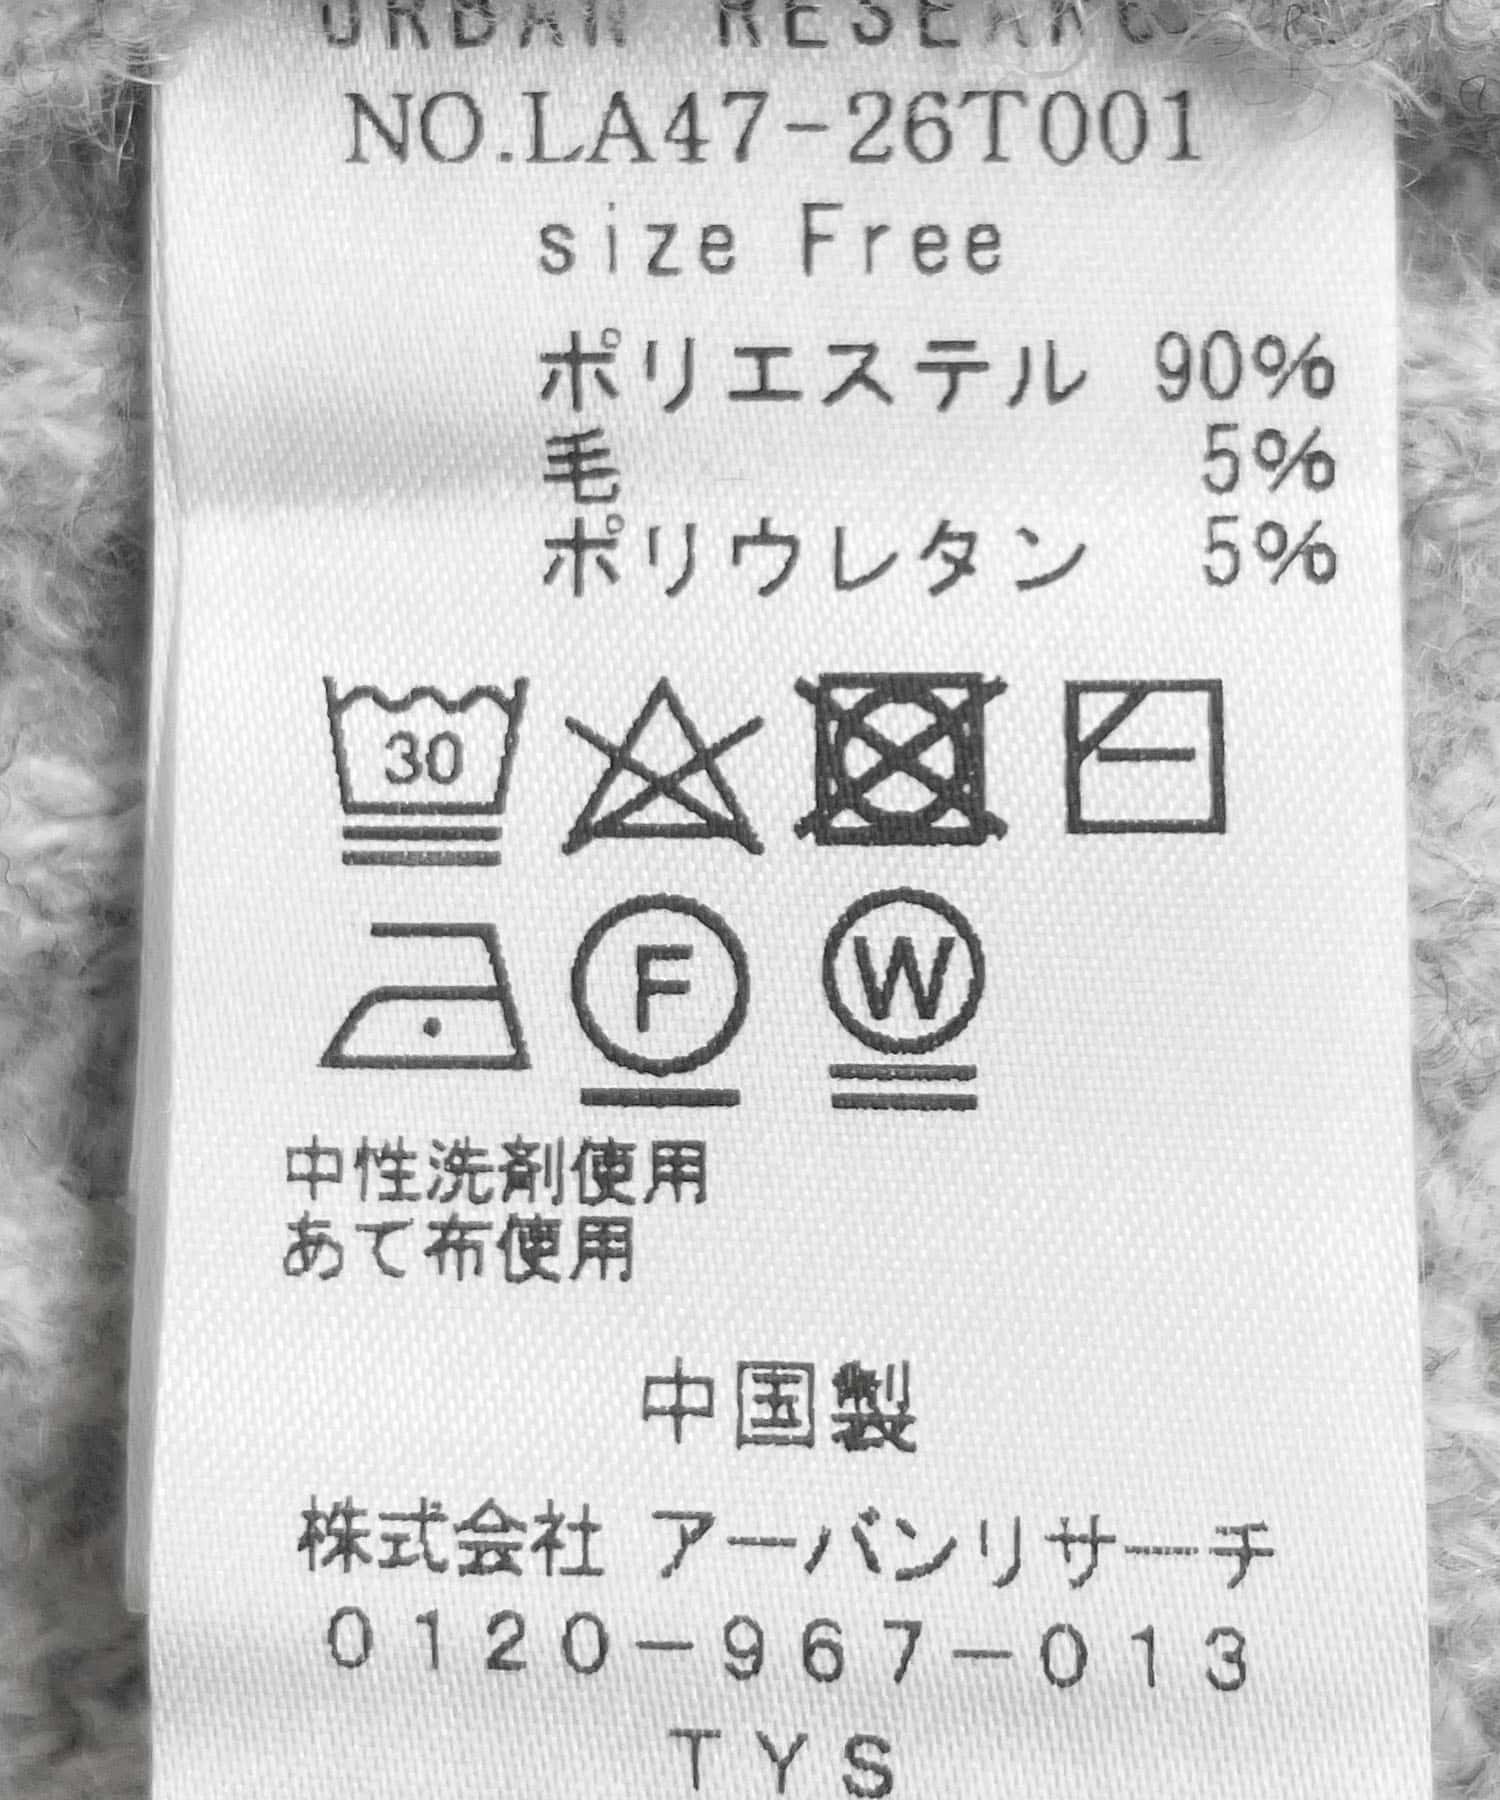 URBAN RESEARCH
NO.LA47-26T001
size Free
ポリエステル 90%
毛 5%
ポリウレタン 5%
30
F
W
中性洗剤使用
あて布使用
中国製
株式会社 アーバンリサーチ
0120-967-013
TYS